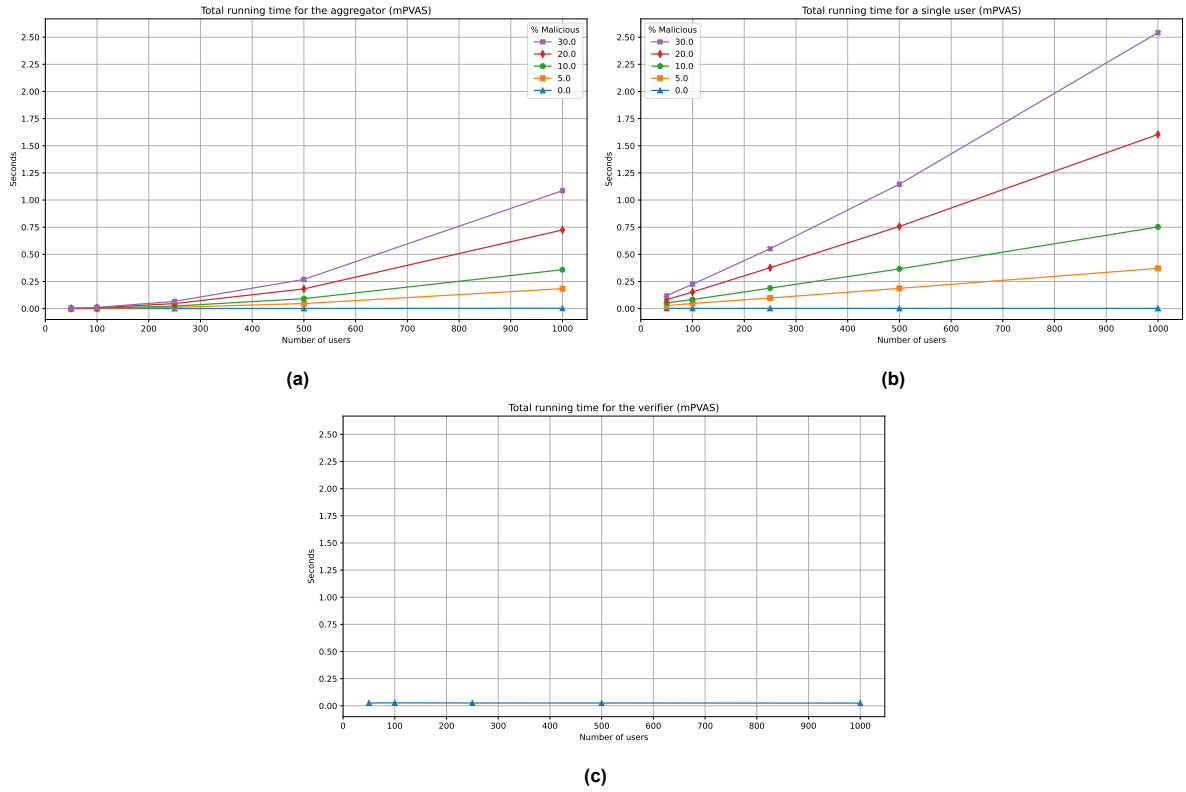 Total running time for the aggregator (mPVAS)
% Malicious
30.0
20.0
10.0
5.0
0.0
Seconds
2.50
2.25
2.00
1.75
1.50
1.25
1.00
0.75
0.50
0.25
0.00
0 100 200 300 400 500 600 700 800 900 1000
Number of users
(a)
Total running time for a single user (mPVAS)
% Malicious
30.0
20.0
10.0
5.0
0.0
Seconds
2.50
2.25
2.00
1.75
1.50
1.25
1.00
0.75
0.50
0.25
0.00
0 100 200 300 400 500 600 700 800 900 1000
Number of users
(b)
Total running time for the verifier (mPVAS)
Seconds
2.50
2.25
2.00
1.75
1.50
1.25
1.00
0.75
0.50
0.25
0.00
0 100 200 300 400 500 600 700 800 900 1000
Number of users
(c)